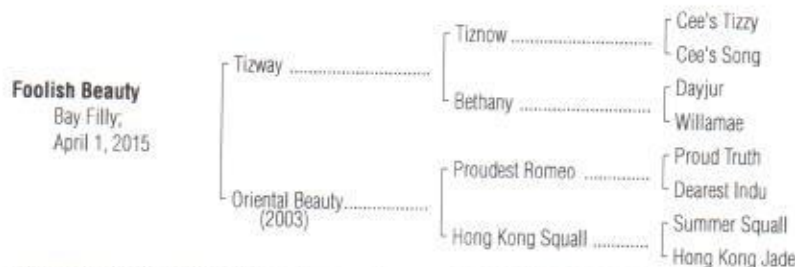 Foolish Beauty
Bay Filly;
April 1, 2015
Tizway
Oriental Beauty
(2003)
Tiznow
Bethany
Proudest Romeo
Hong Kong Squall
Cee's Tizzy
Cee's Song
Dayjur
Willamae
Proud Truth
Dearest Indu
Summer Squall
Hong Kong Jade